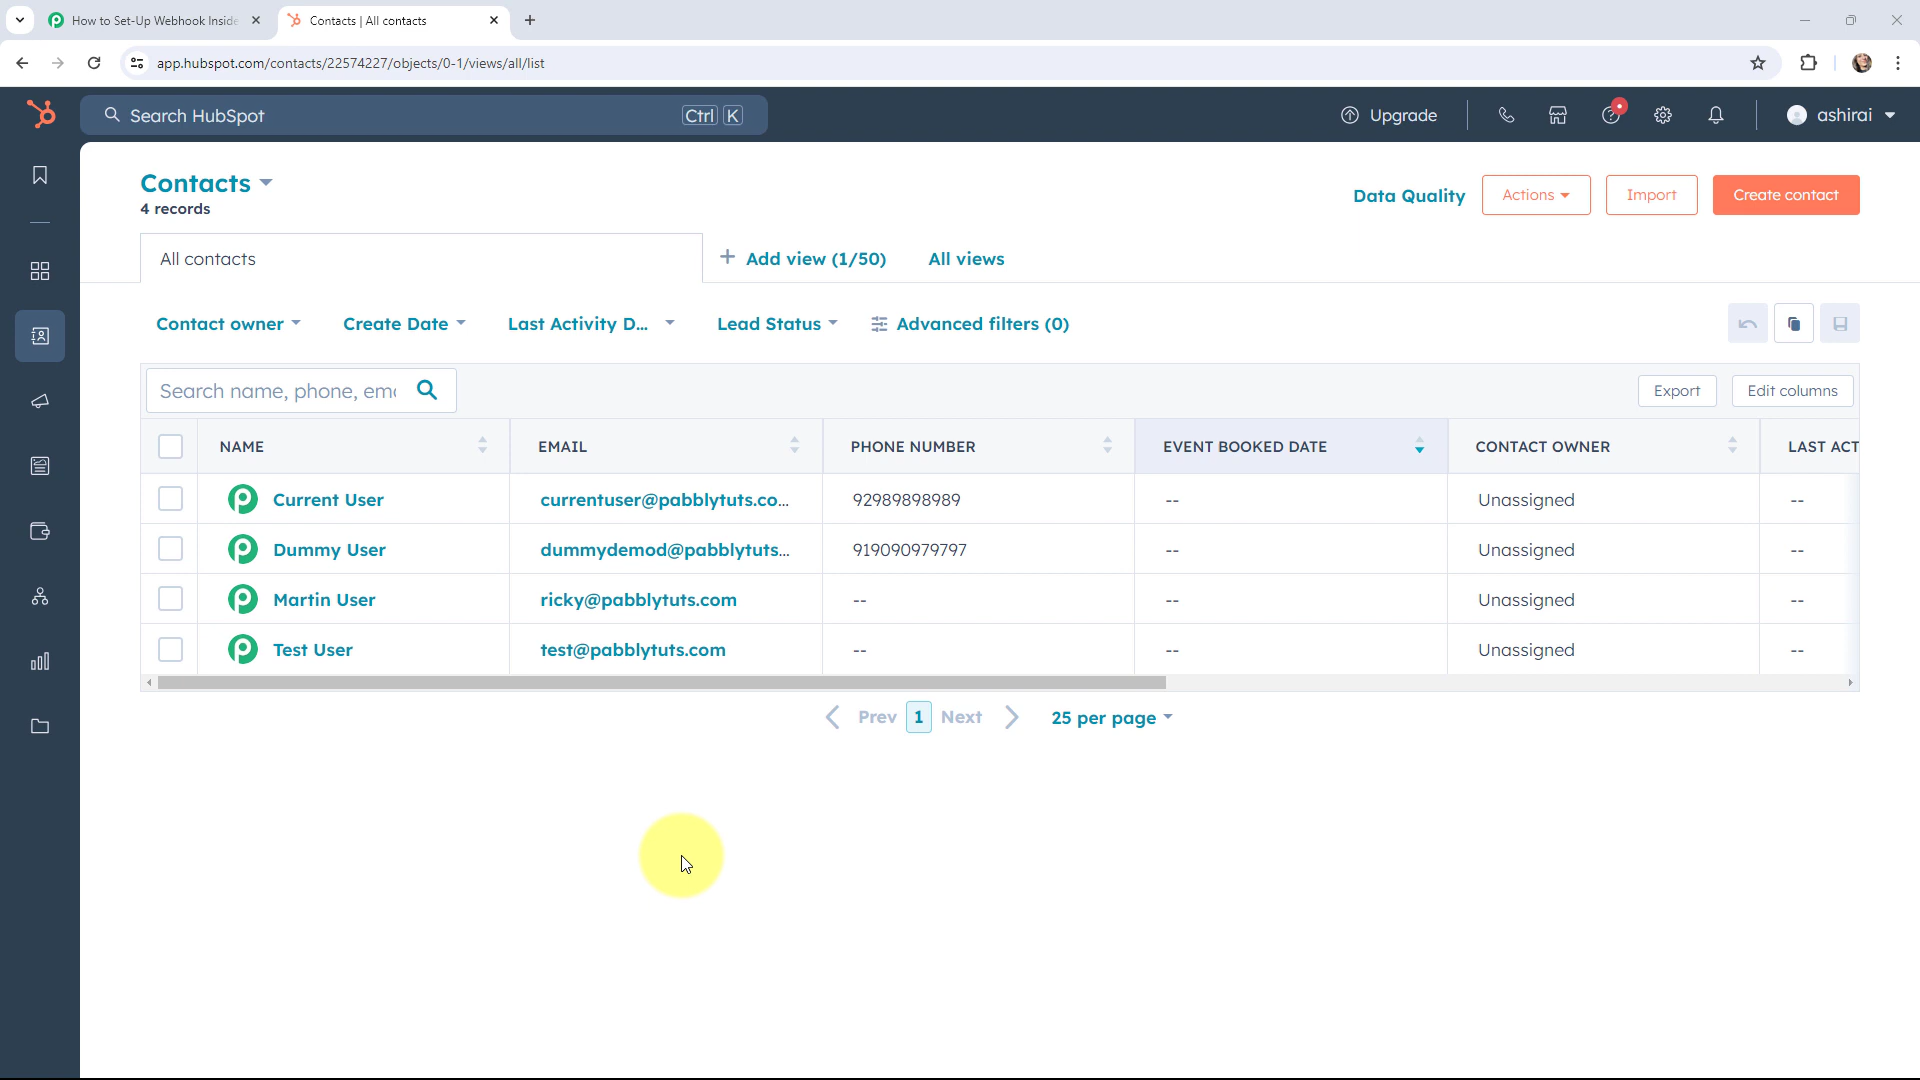 How to Set-Up Webhook Inside
Contacts | All contacts
app.hubspot.com/contacts/22574227/objects/0-1/views/all/list
Search HubSpot Ctrl K
Upgrade
ashirai
Contacts
4 records
Data Quality Actions Import Create contact
All contacts
Add view (1/50) All views
Contact owner Create Date Last Activity D... Lead Status Advanced filters (0)
Search name, phone, ema
Export Edit columns
NAME EMAIL PHONE NUMBER EVENT BOOKED DATE CONTACT OWNER LAST ACT
Current User currentuser@pabblytuts.co... 92989898989 -- Unassigned --
Dummy User dummydemod@pabblytuts... 919090979797 -- Unassigned --
Martin User ricky@pabblytuts.com -- -- Unassigned --
Test User test@pabblytuts.com -- -- Unassigned --
Prev 1 Next 25 per page